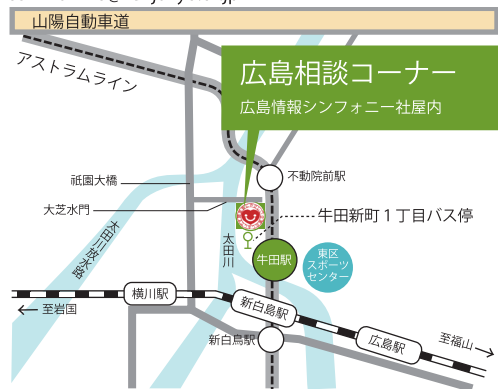 山陽自動車道
アストラムライン
広島相談コーナー
広島情報シンフォニー社屋内
不動院前駅
祇園大橋
大芝水門
牛田新町１丁目バス停
太田川放水路
太田川
牛田駅
東区
スポーツ
センター
横川駅
至岩国
新白島駅
新白島駅
広島駅
至福山